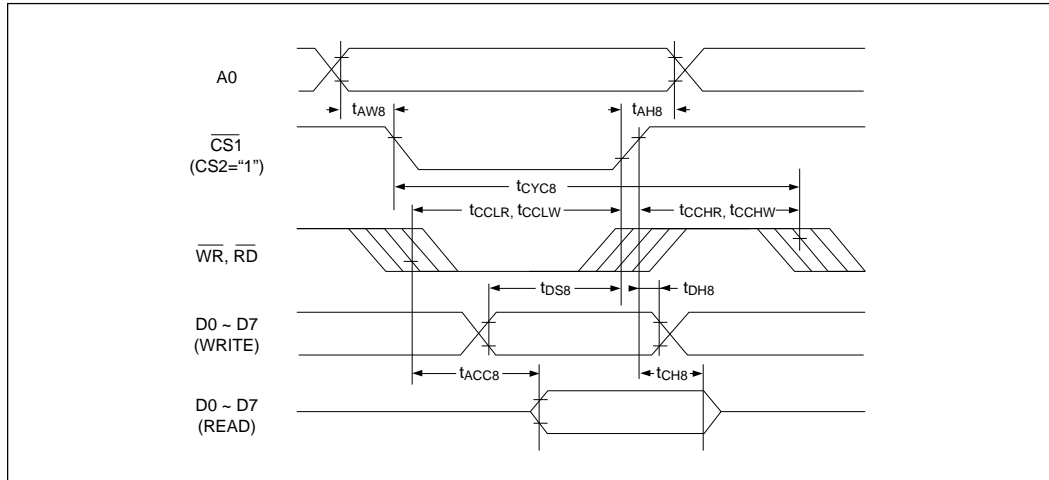 A0
tAW8
tAH8
CS1
(CS2=“1”)
tCYC8
tCCLR, tCCLW
tCCHR, tCCHW
WR, RD
tDS8
tDH8
D0 ~ D7
(WRITE)
tACC8
tCH8
D0 ~ D7
(READ)